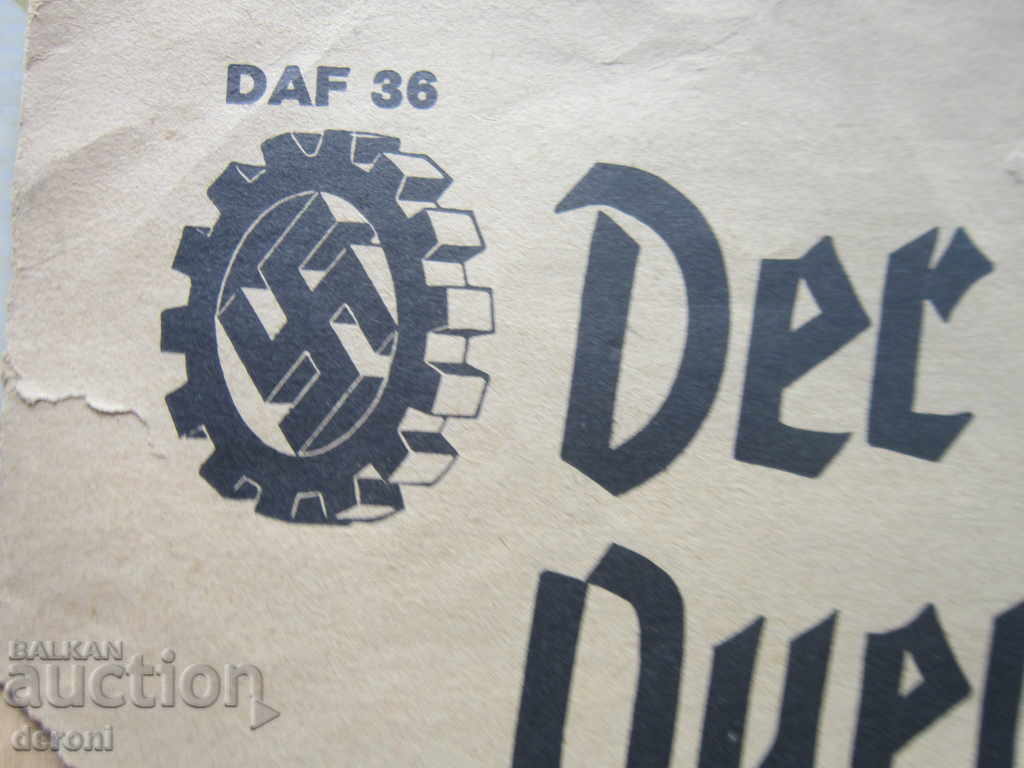 DAF 36
Der
BALKAN
auction
deroni